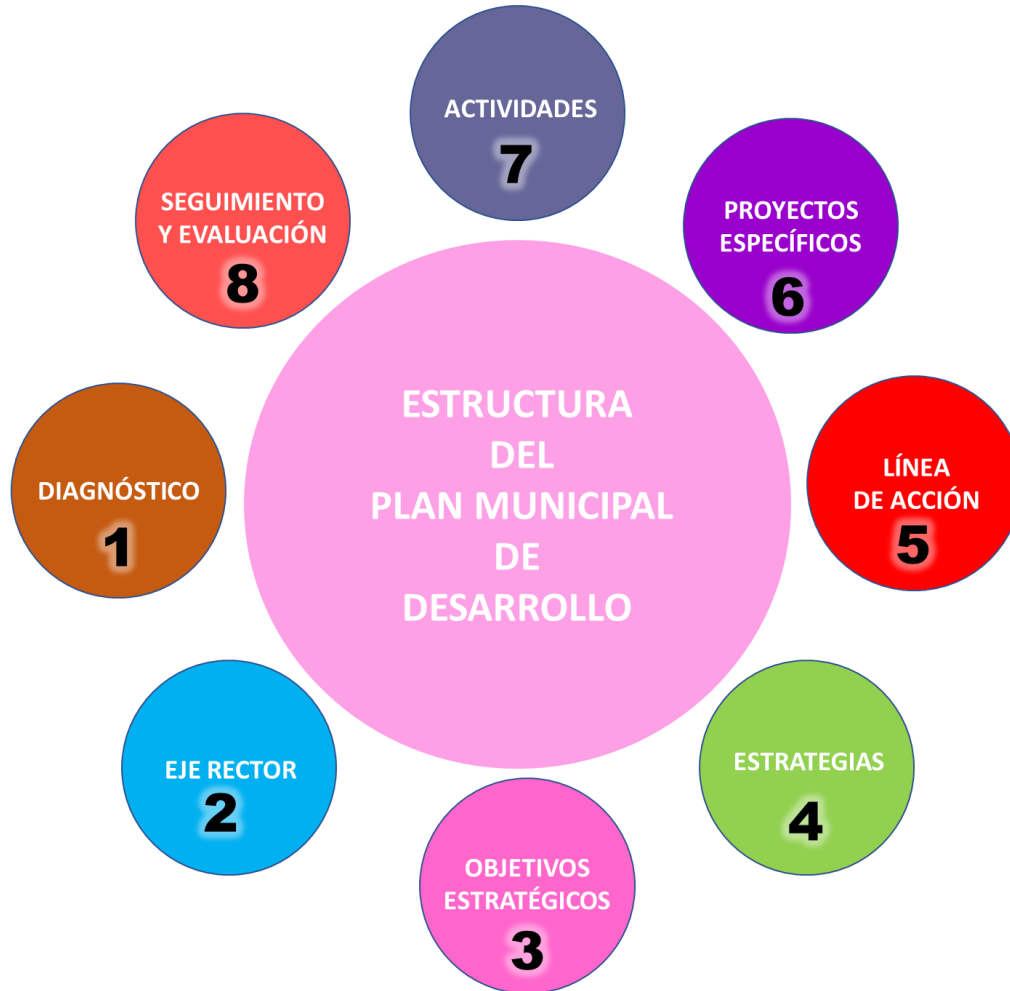 ACTIVIDADES
7
SEGUIMIENTO
Y EVALUACIÓN
8
PROYECTOS
ESPECÍFICOS
6
ESTRUCTURA
DEL
PLAN MUNICIPAL
DE
DESARROLLO
DIAGNÓSTICO
1
LÍNEA
DE ACCIÓN
5
EJE RECTOR
2
ESTRATEGIAS
4
OBJETIVOS
ESTRATÉGICOS
3